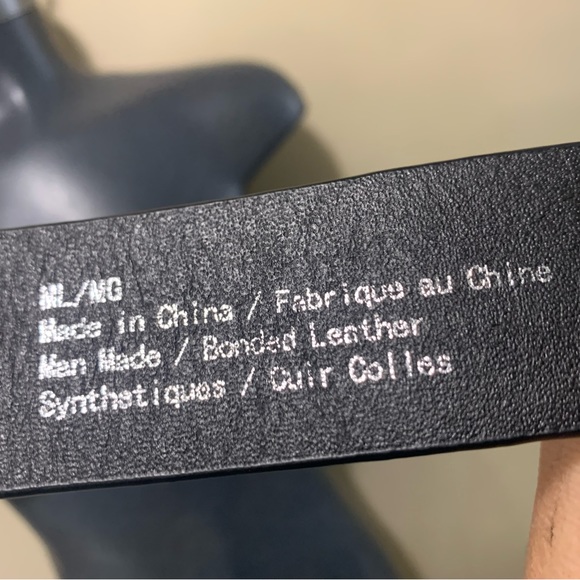 ML/MG
Made in China / Fabrique au Chine
Man Made / Bonded Leather
Synthetiques / Cuir Colles